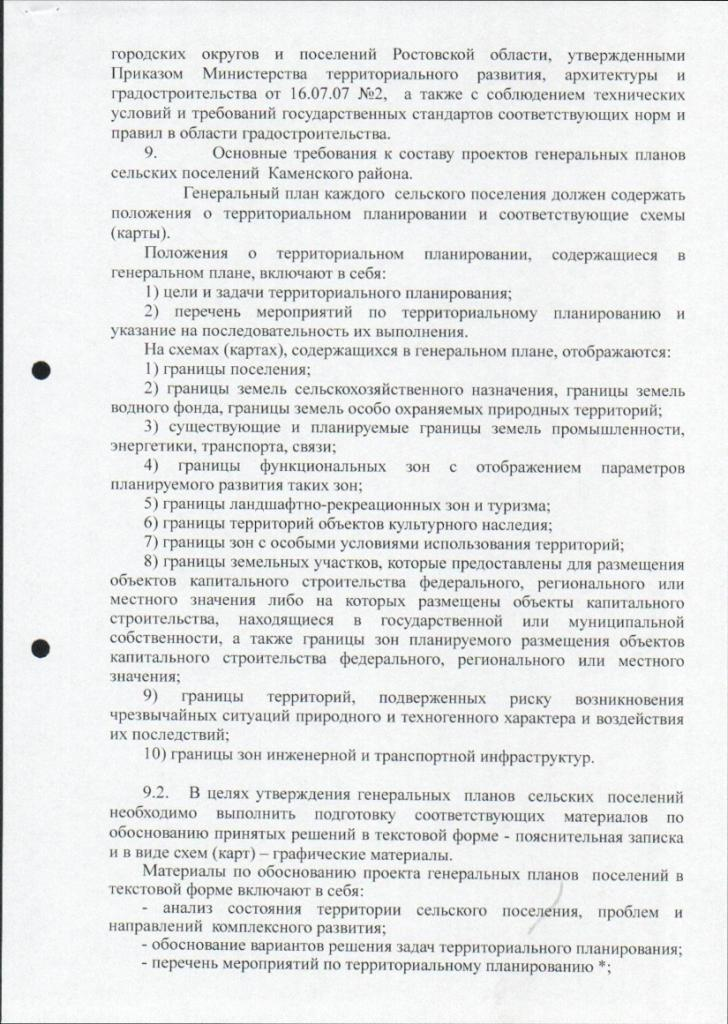 городских округов и поселений Ростовской области, утвержденными
Приказом Министерства территориального развития, архитектуры и
градостроительства от 16.07.07 №2, а также с соблюдением технических
условий и требований государственных стандартов соответствующих норм и
правил в области градостроительства.
9. Основные требования к составу проектов генеральных планов
сельских поселений Каменского района.
Генеральный план каждого сельского поселения должен содержать
положения о территориальном планировании и соответствующие схемы
(карты).
Положения о территориальном планировании, содержащиеся в
генеральном плане, включают в себя:
1) цели и задачи территориального планирования;
2) перечень мероприятий по территориальному планированию и
указание на последовательность их выполнения.
На схемах (картах), содержащихся в генеральном плане, отображаются:
1) границы поселения;
2) границы земель сельскохозяйственного назначения, границы земель
водного фонда, границы земель особо охраняемых природных территорий;
3) существующие и планируемые границы земель промышленности,
энергетики, транспорта, связи;
4) границы функциональных зон с отображением параметров
планируемого развития таких зон;
5) границы ландшафтно-рекреационных зон и туризма;
6) границы территорий объектов культурного наследия;
7) границы зон с особыми условиями использования территорий;
8) границы земельных участков, которые предоставлены для размещения
объектов капитального строительства федерального, регионального или
местного значения либо на которых размещены объекты капитального
строительства, находящиеся в государственной или муниципальной
собственности, а также границы зон планируемого размещения объектов
капитального строительства федерального, регионального или местного
значения;
9) границы территорий, подверженных риску возникновения
чрезвычайных ситуаций природного и техногенного характера и воздействия
их последствий;
10) границы зон инженерной и транспортной инфраструктур.
9.2. В целях утверждения генеральных планов сельских поселений
необходимо выполнить подготовку соответствующих материалов по
обоснованию принятых решений в текстовой форме - пояснительная записка
и в виде схем (карт) – графические материалы.
Материалы по обоснованию проекта генеральных планов поселений в
текстовой форме включают в себя:
- анализ состояния территории сельского поселения, проблем и
направлений комплексного развития;
- обоснование вариантов решения задач территориального планирования;
- перечень мероприятий по территориальному планированию *;